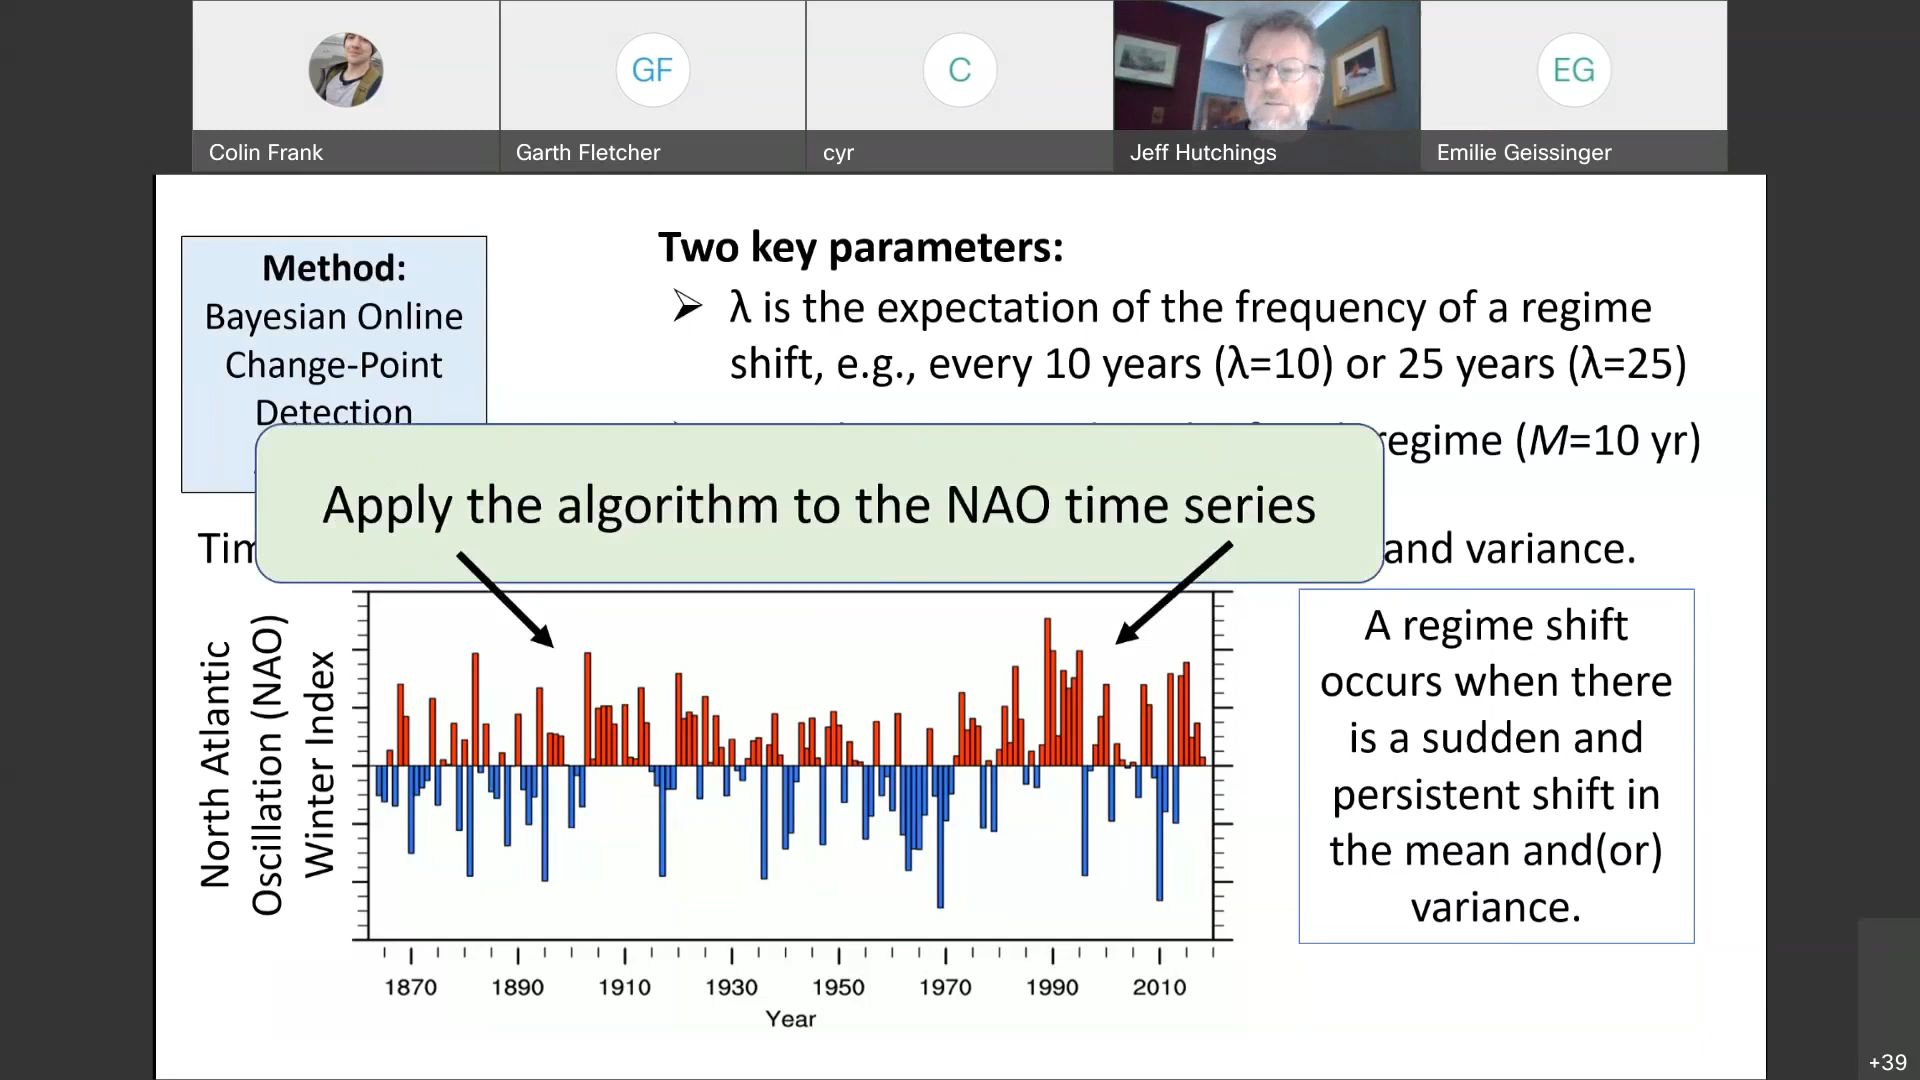 GF
C
EG
Colin Frank
Garth Fletcher
cyr
Jeff Hutchings
Emilie Geissinger
Method:
Bayesian Online
Change-Point
Detection
Two key parameters:
➢ λ is the expectation of the frequency of a regime
shift, e.g., every 10 years (λ=10) or 25 years (λ=25)
regime (M=10 yr)
Apply the algorithm to the NAO time series
and variance.
North Atlantic
Oscillation (NAO)
Winter Index
1870 1890 1910 1930 1950 1970 1990 2010
Year
A regime shift
occurs when there
is a sudden and
persistent shift in
the mean and(or)
variance.
+39